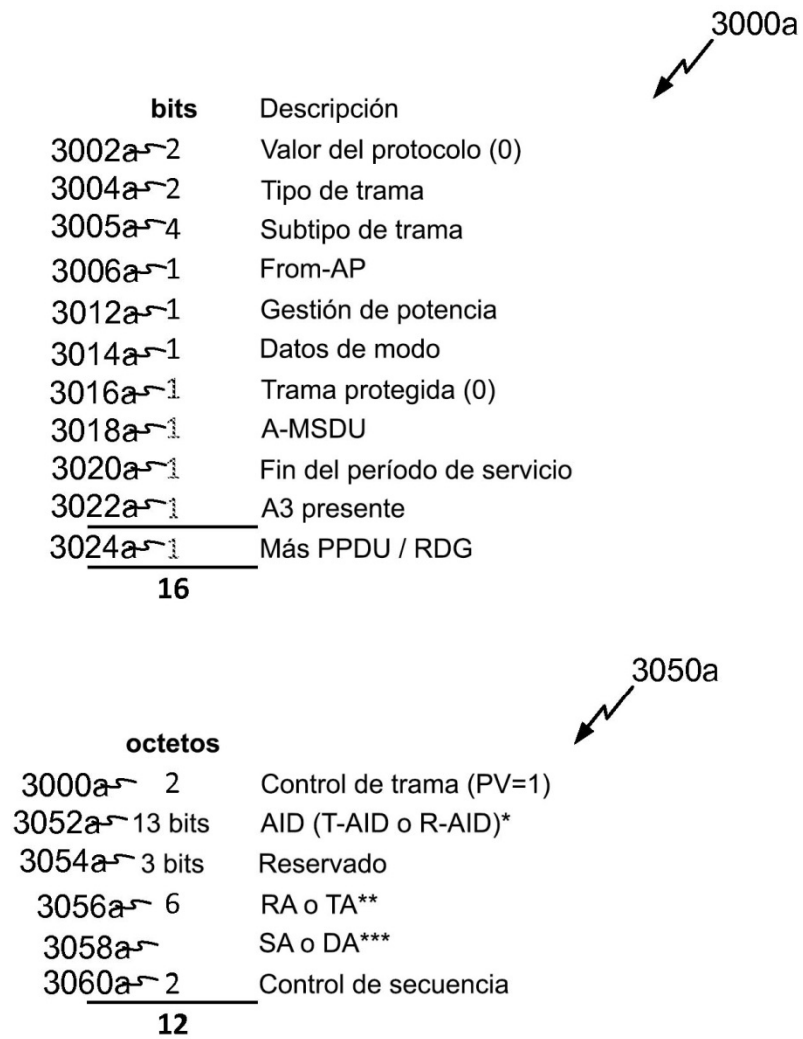 3000a
bits Descripción
3002a 2 Valor del protocolo (0)
3004a 2 Tipo de trama
3005a 4 Subtipo de trama
3006a 1 From-AP
3012a 1 Gestión de potencia
3014a 1 Datos de modo
3016a 1 Trama protegida (0)
3018a 1 A-MSDU
3020a 1 Fin del período de servicio
3022a 1 A3 presente
3024a 1 Más PPDU / RDG
16
3050a
octetos
3000a 2 Control de trama (PV=1)
3052a 13 bits AID (T-AID o R-AID)*
3054a 3 bits Reservado
3056a 6 RA o TA**
3058a SA o DA***
3060a 2 Control de secuencia
12